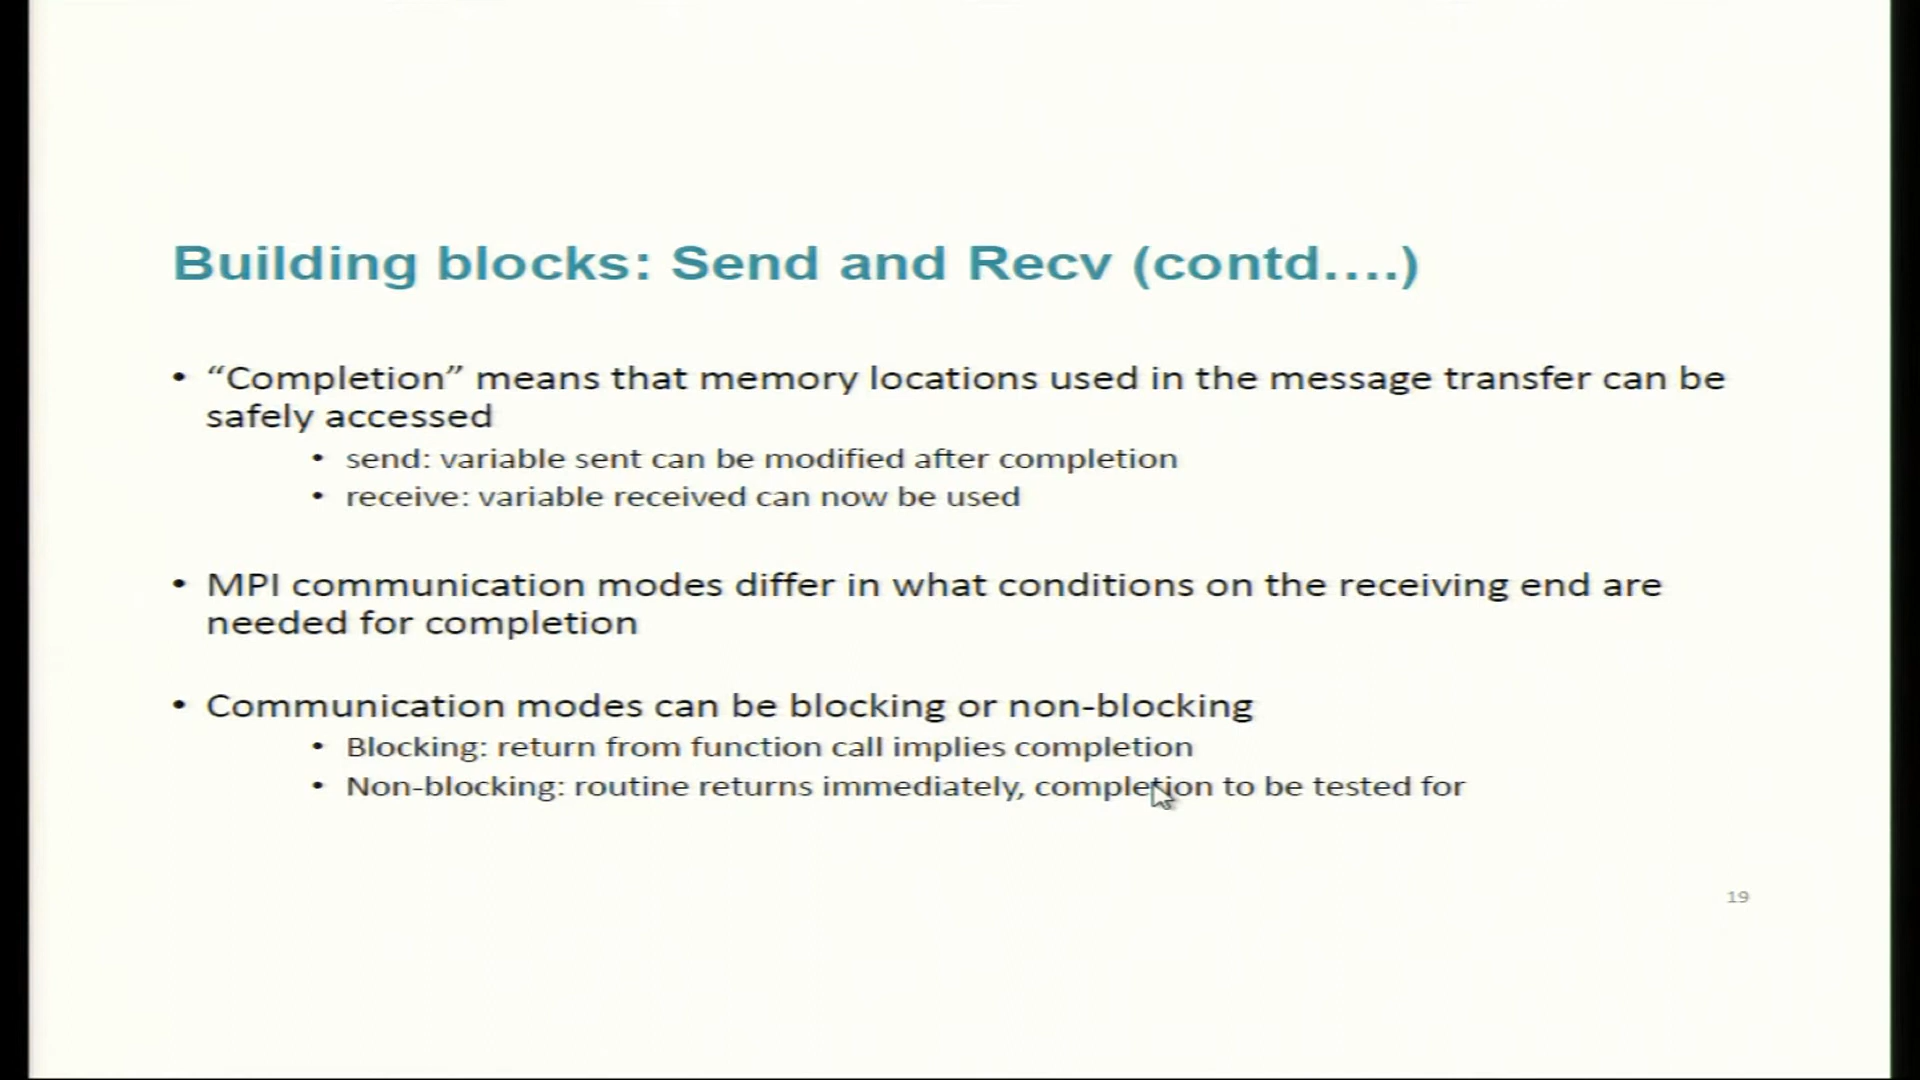 Building blocks: Send and Recv (contd....)
• “Completion” means that memory locations used in the message transfer can be
safely accessed
• send: variable sent can be modified after completion
• receive: variable received can now be used
• MPI communication modes differ in what conditions on the receiving end are
needed for completion
• Communication modes can be blocking or non-blocking
• Blocking: return from function call implies completion
• Non-blocking: routine returns immediately, completion to be tested for
19